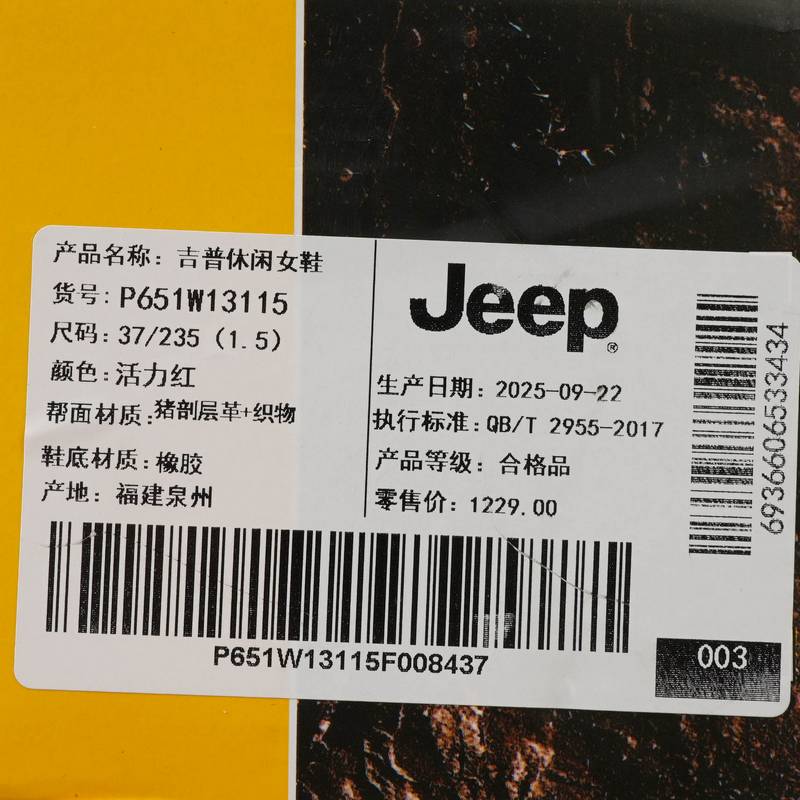 产品名称：吉普休闲女鞋
货号：P651W13115
尺码：37/235（1.5）
颜色：活力红
帮面材质：猪剖层革+织物
鞋底材质：橡胶
产地：福建泉州
Jeep®
生产日期：2025-09-22
执行标准：QB/T 2955-2017
产品等级：合格品
零售价：1229.00
6936606533434
P651W13115F008437
003